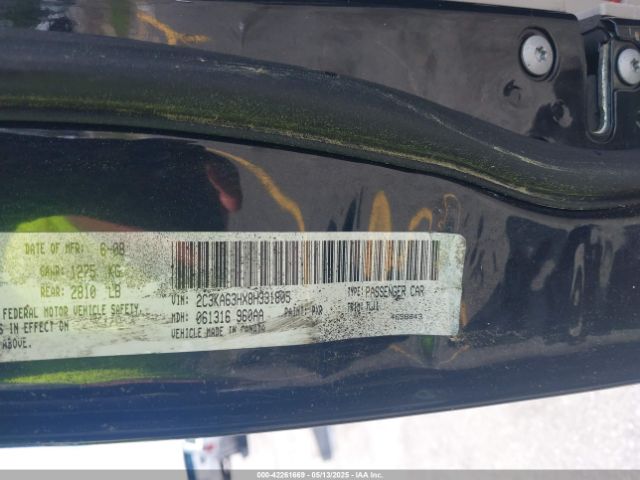 DATE OF MFR: 6-08
GAWR: 1275 KG
REAR: 2810 LB
FEDERAL MOTOR VEHICLE SAFETY
S IN EFFECT ON
ABOVE.
VIN: 2C3KA63HX8H331805
TYPE: PASSENGER CAR
MDH: 061316 960AA
PAINT: PXR
TRIM:
VEHICLE MADE IN
4698843
000-42261669 - 05/13/2025 - IAA Inc.